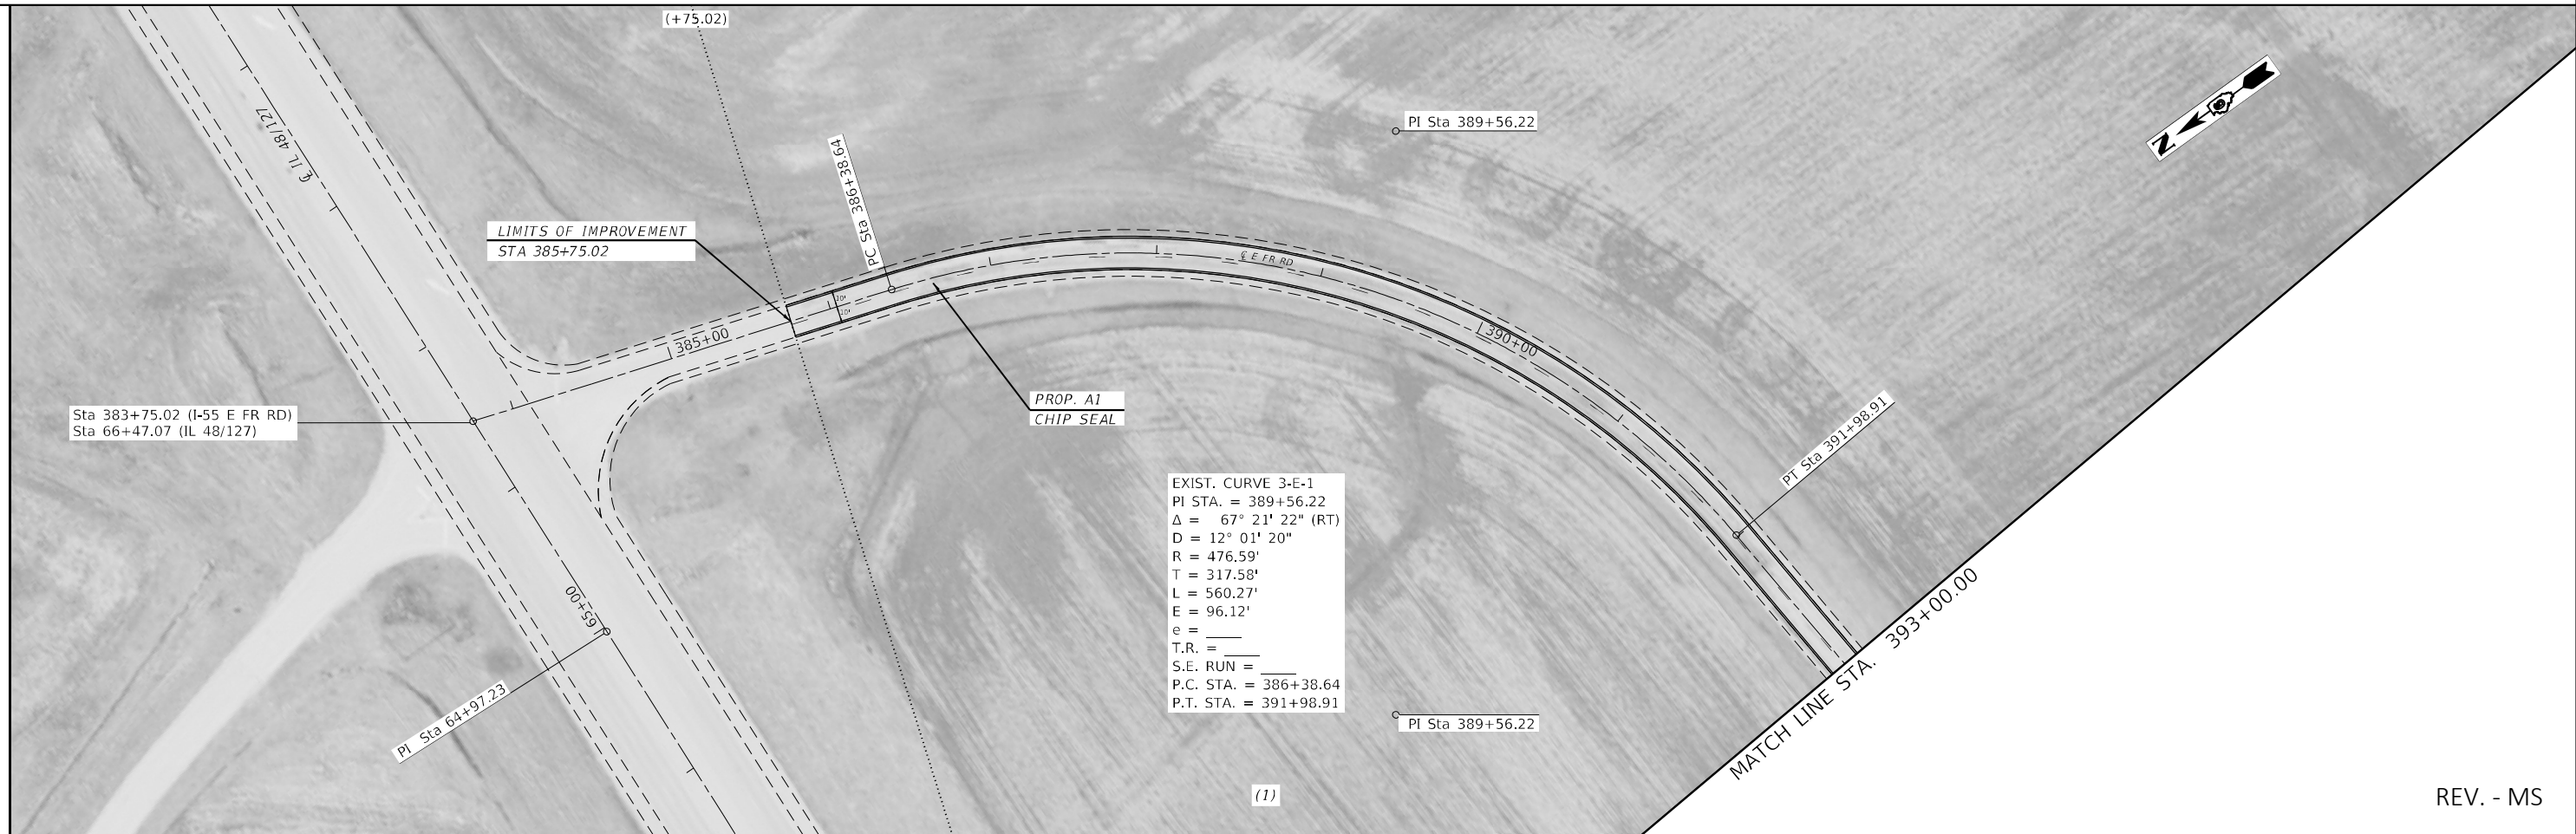 (+75.02)
PI Sta 389+56.22
N
℄ IL 48/127
PC Sta 386+38.64
LIMITS OF IMPROVEMENT
STA 385+75.02
℄ E FR RD
10'
10'
385+00
390+00
PROP. A1
CHIP SEAL
Sta 383+75.02 (I-55 E FR RD)
Sta 66+47.07 (IL 48/127)
PT Sta 391+98.91
EXIST. CURVE 3-E-1
PI STA. = 389+56.22
Δ = 67° 21' 22" (RT)
D = 12° 01' 20"
R = 476.59'
T = 317.58'
L = 560.27'
E = 96.12'
e = ____
T.R. = ____
S.E. RUN = ____
P.C. STA. = 386+38.64
P.T. STA. = 391+98.91
65+00
PI Sta 64+97.23
PI Sta 389+56.22
MATCH LINE STA. 393+00.00
(1)
REV. - MS